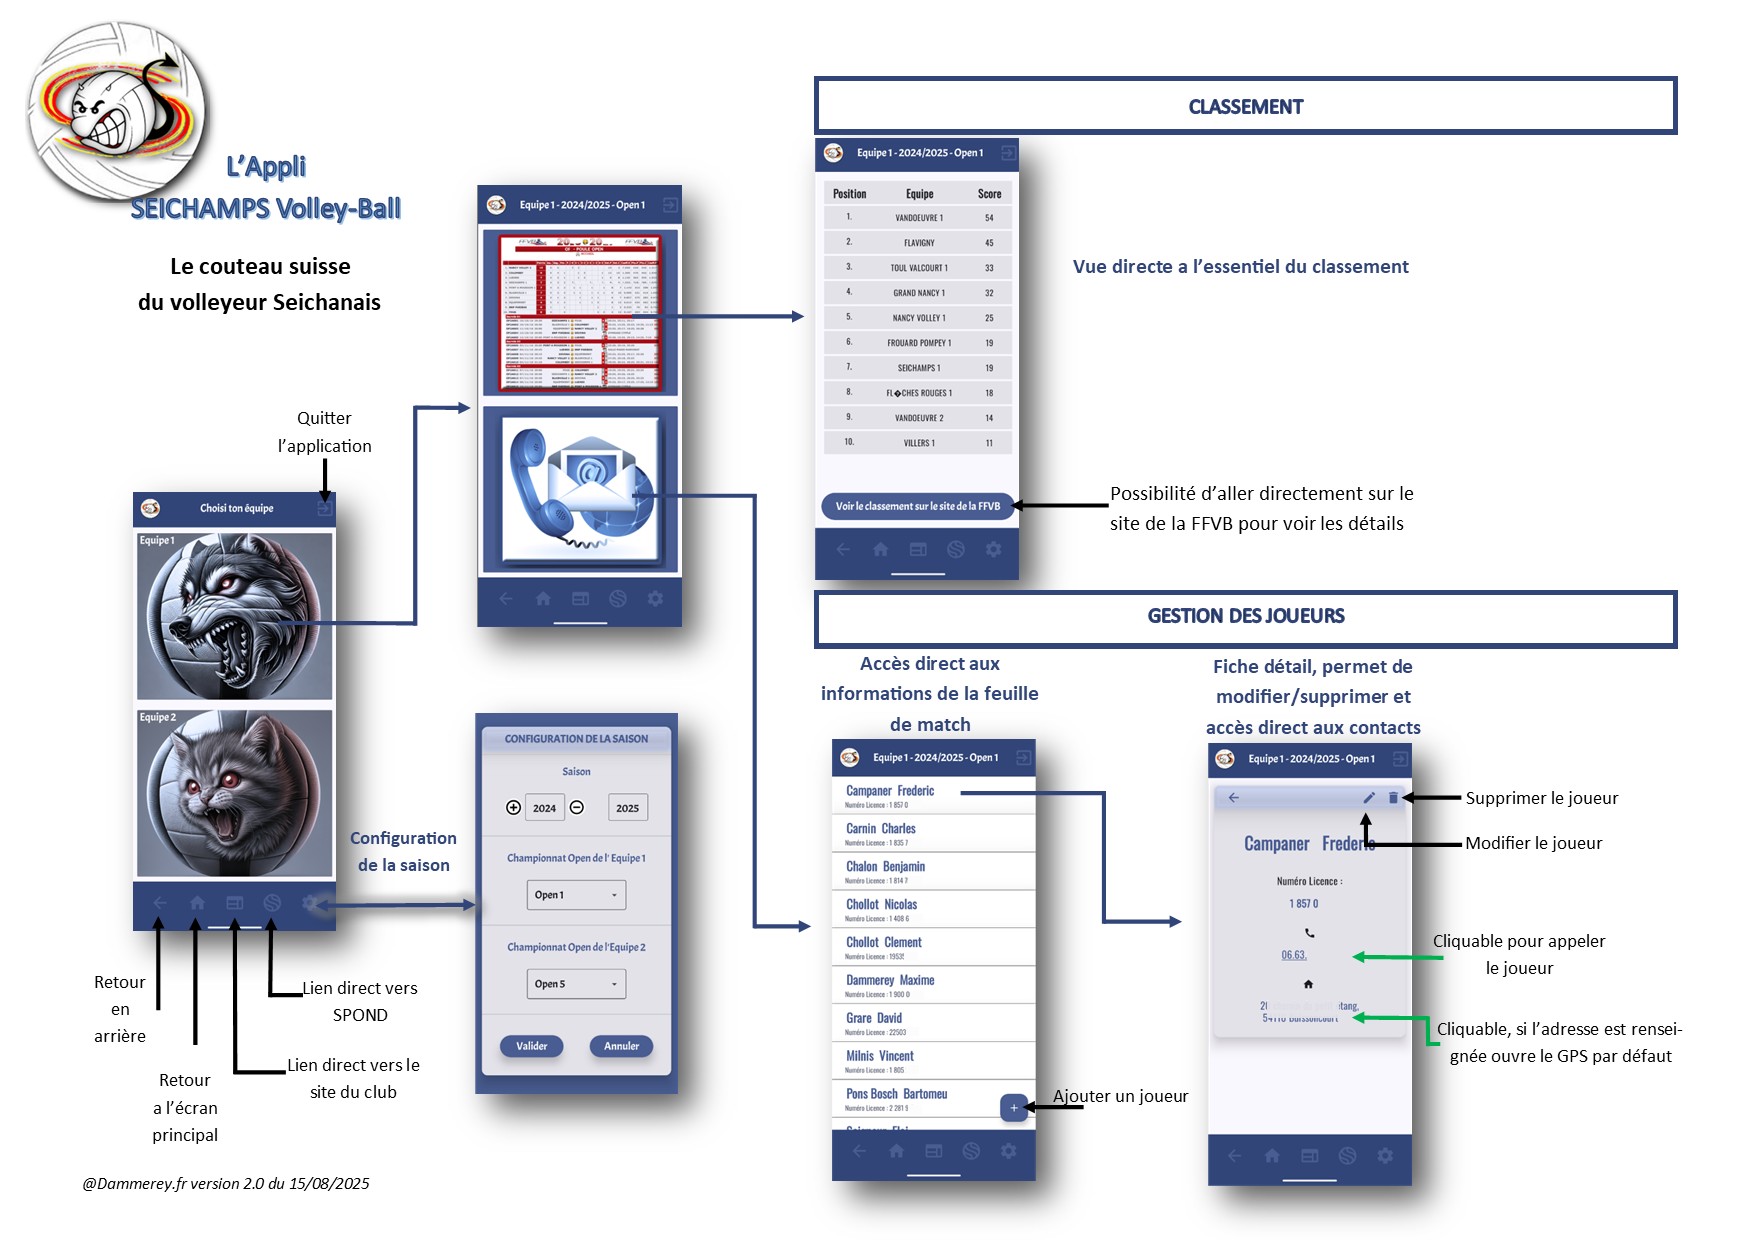 L'Appli
SEICHAMPS Volley-Ball
Le couteau suisse
du volleyeur Seichanais
Quitter
l'application
Choisi ton équipe
Equipe 1
Equipe 2
Retour
en
arrière
Retour
a l'écran
principal
Lien direct vers
SPOND
Lien direct vers le
site du club
@Dammerey.fr version 2.0 du 15/08/2025
Equipe 1 - 2024/2025 - Open 1
Configuration
de la saison
CONFIGURATION DE LA SAISON
Saison
2024 2025
Championnat Open de l' Equipe 1
Open 1
Championnat Open de l'Equipe 2
Open 5
Valider Annuler
CLASSEMENT
Equipe 1 - 2024/2025 - Open 1
Position Equipe Score
1. VANDOEUVRE 1 54
2. FLAVIGNY 45
3. TOUL VALCOURT 1 33
4. GRAND NANCY 1 32
5. NANCY VOLLEY 1 25
6. FROUARD POMPEY 1 19
7. SEICHAMPS 1 19
8. FL�CHES ROUGES 1 18
9. VANDOEUVRE 2 14
10. VILLERS 1 11
Voir le classement sur le site de la FFVB
Vue directe a l'essentiel du classement
Possibilité d'aller directement sur le
site de la FFVB pour voir les détails
GESTION DES JOUEURS
Accès direct aux
informations de la feuille
de match
Equipe 1 - 2024/2025 - Open 1
Campaner Frederic
Numéro Licence : 1 857 0
Carnin Charles
Numéro Licence : 1 835 7
Chalon Benjamin
Numéro Licence : 1 814 7
Chollot Nicolas
Numéro Licence : 1 408 6
Chollot Clement
Numéro Licence : 19535
Dammerey Maxime
Numéro Licence : 1 900 0
Grare David
Numéro Licence : 22503
Milnis Vincent
Numéro Licence : 1 805
Pons Bosch Bartomeu
Numéro Licence : 2 281 9
Ajouter un joueur
Fiche détail, permet de
modifier/supprimer et
accès direct aux contacts
Equipe 1 - 2024/2025 - Open 1
Campaner Frederic
Numéro Licence :
1 857 0
06.63.
Supprimer le joueur
Modifier le joueur
Cliquable pour appeler
le joueur
Cliquable, si l'adresse est rensei-
gnée ouvre le GPS par défaut